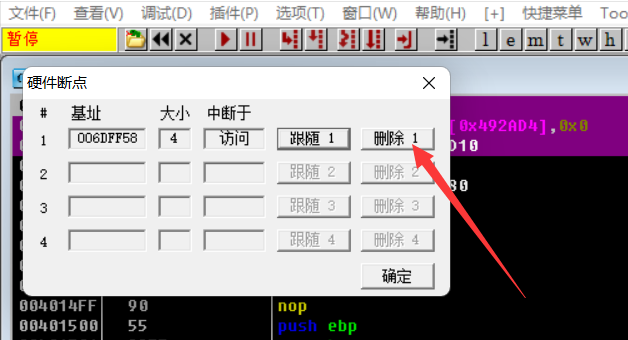 文件(F) 查看(V) 调试(D) 插件(P) 选项(T) 窗口(W) 帮助(H) [+] 快捷菜单 Too
暂停 l e m t w h
硬件断点
# 基址 大小 中断于
1 006DFF58 4 访问 跟随 1 删除 1
[0x492AD4],0x0
D10
2 跟随 2 删除 2
80
3 跟随 3 删除 3
4 跟随 4 删除 4
确定
004014FF 90 nop
00401500 55 push ebp